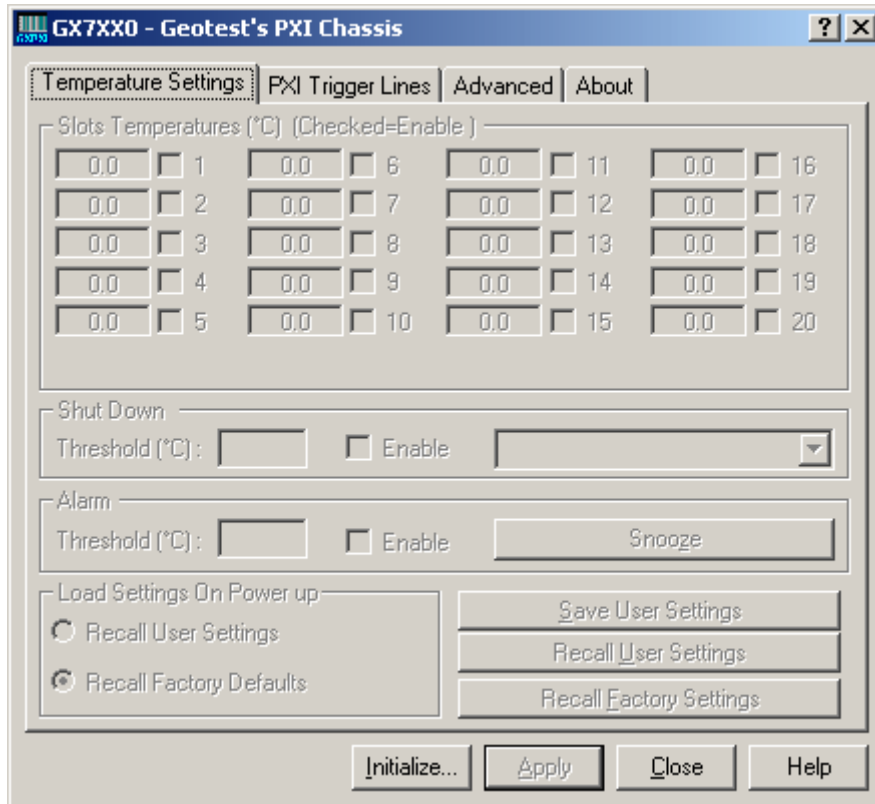 GX7XX0 - Geotest's PXI Chassis
Temperature Settings PXI Trigger Lines Advanced About
Slots Temperatures (°C) (Checked=Enable )
0.0 1 0.0 6 0.0 11 0.0 16
0.0 2 0.0 7 0.0 12 0.0 17
0.0 3 0.0 8 0.0 13 0.0 18
0.0 4 0.0 9 0.0 14 0.0 19
0.0 5 0.0 10 0.0 15 0.0 20
Shut Down
Threshold (°C) : Enable
Alarm
Threshold (°C) : Enable Snooze
Load Settings On Power up
Recall User Settings
Recall Factory Defaults
Save User Settings
Recall User Settings
Recall Factory Settings
Initialize... Apply Close Help